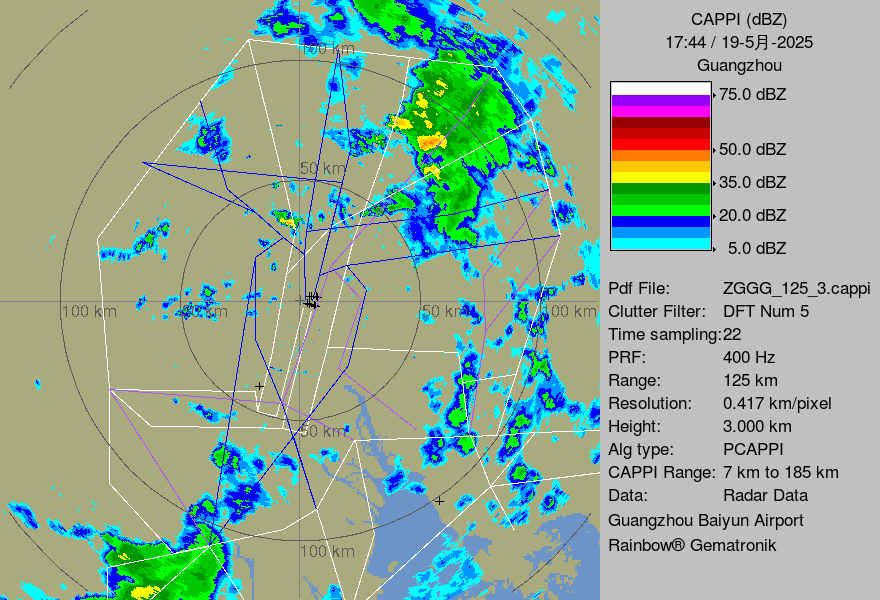 CAPPI (dBZ)
17:44 / 19-5月-2025
Guangzhou
75.0 dBZ
50.0 dBZ
35.0 dBZ
20.0 dBZ
5.0 dBZ
Pdf File: ZGGG_125_3.cappi
Clutter Filter: DFT Num 5
Time sampling:22
PRF: 400 Hz
Range: 125 km
Resolution: 0.417 km/pixel
Height: 3.000 km
Alg type: PCAPPI
CAPPI Range: 7 km to 185 km
Data: Radar Data
Guangzhou Baiyun Airport
Rainbow® Gematronik
100 km
50 km
100 km
50 km
50 km
100 km
50 km
100 km